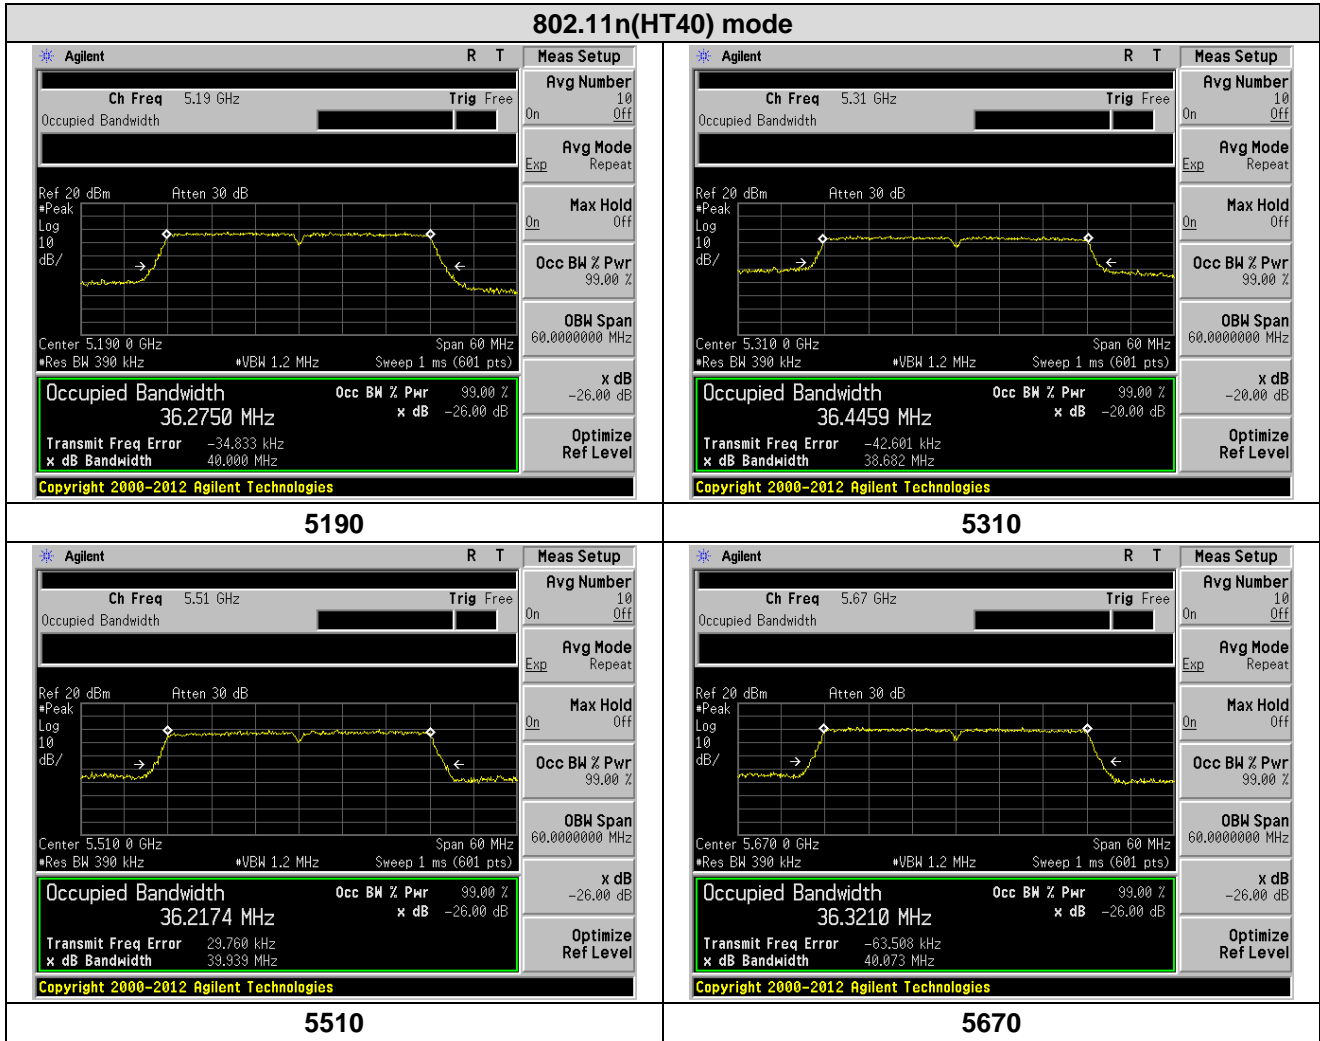 802.11n(HT40) mode
Agilent R T Meas Setup
Ch Freq 5.19 GHz Trig Free
Occupied Bandwidth
Avg Number
10
On Off
Avg Mode
Exp Repeat
Max Hold
On Off
Occ BW % Pwr
99.00 %
OBW Span
60.0000000 MHz
x dB
-26.00 dB
Optimize
Ref Level
Ref 20 dBm Atten 30 dB
#Peak
Log
10
dB/
Center 5.190 0 GHz Span 60 MHz
#Res BW 390 kHz #VBW 1.2 MHz Sweep 1 ms (601 pts)
Occupied Bandwidth Occ BW % Pwr 99.00 %
36.2750 MHz x dB -26.00 dB
Transmit Freq Error -34.833 kHz
x dB Bandwidth 40.000 MHz
Copyright 2000-2012 Agilent Technologies
5190
Agilent R T Meas Setup
Ch Freq 5.31 GHz Trig Free
Occupied Bandwidth
Avg Number
10
On Off
Avg Mode
Exp Repeat
Max Hold
On Off
Occ BW % Pwr
99.00 %
OBW Span
60.0000000 MHz
x dB
-20.00 dB
Optimize
Ref Level
Ref 20 dBm Atten 30 dB
#Peak
Log
10
dB/
Center 5.310 0 GHz Span 60 MHz
#Res BW 390 kHz #VBW 1.2 MHz Sweep 1 ms (601 pts)
Occupied Bandwidth Occ BW % Pwr 99.00 %
36.4459 MHz x dB -20.00 dB
Transmit Freq Error -42.601 kHz
x dB Bandwidth 38.682 MHz
Copyright 2000-2012 Agilent Technologies
5310
Agilent R T Meas Setup
Ch Freq 5.51 GHz Trig Free
Occupied Bandwidth
Avg Number
10
On Off
Avg Mode
Exp Repeat
Max Hold
On Off
Occ BW % Pwr
99.00 %
OBW Span
60.0000000 MHz
x dB
-26.00 dB
Optimize
Ref Level
Ref 20 dBm Atten 30 dB
#Peak
Log
10
dB/
Center 5.510 0 GHz Span 60 MHz
#Res BW 390 kHz #VBW 1.2 MHz Sweep 1 ms (601 pts)
Occupied Bandwidth Occ BW % Pwr 99.00 %
36.2174 MHz x dB -26.00 dB
Transmit Freq Error 29.760 kHz
x dB Bandwidth 39.939 MHz
Copyright 2000-2012 Agilent Technologies
5510
Agilent R T Meas Setup
Ch Freq 5.67 GHz Trig Free
Occupied Bandwidth
Avg Number
10
On Off
Avg Mode
Exp Repeat
Max Hold
On Off
Occ BW % Pwr
99.00 %
OBW Span
60.0000000 MHz
x dB
-26.00 dB
Optimize
Ref Level
Ref 20 dBm Atten 30 dB
#Peak
Log
10
dB/
Center 5.670 0 GHz Span 60 MHz
#Res BW 390 kHz #VBW 1.2 MHz Sweep 1 ms (601 pts)
Occupied Bandwidth Occ BW % Pwr 99.00 %
36.3210 MHz x dB -26.00 dB
Transmit Freq Error -63.508 kHz
x dB Bandwidth 40.073 MHz
Copyright 2000-2012 Agilent Technologies
5670